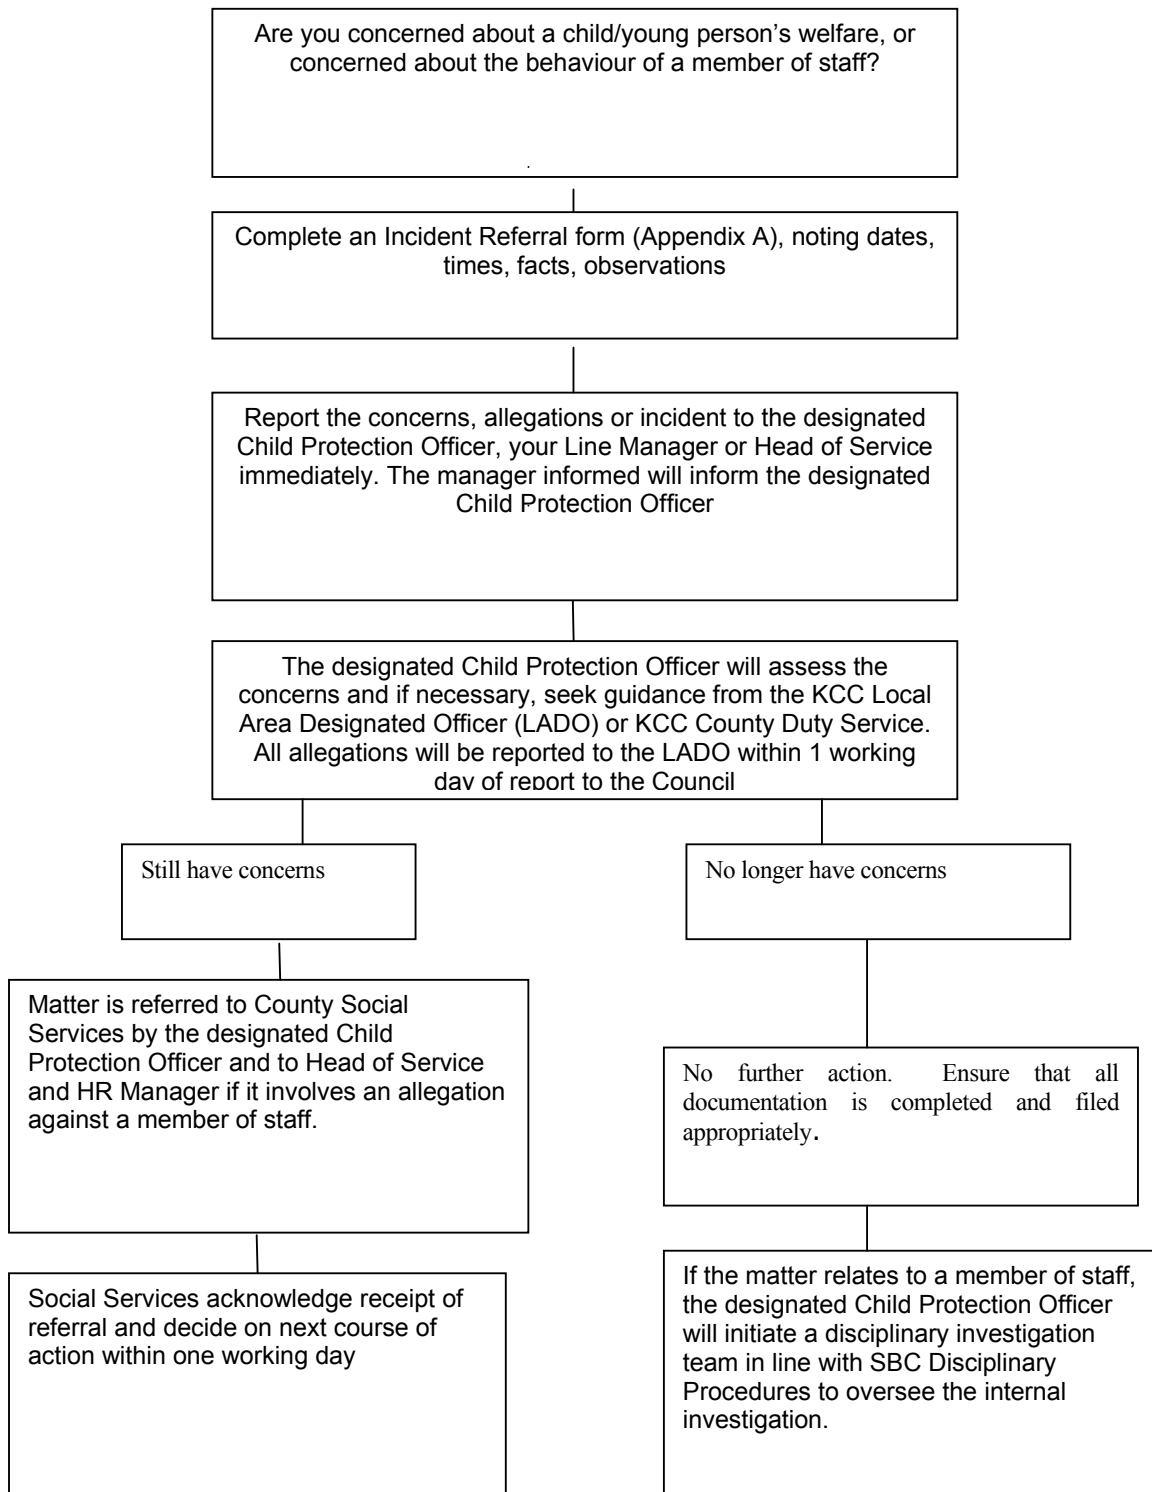 Are you concerned about a child/young person’s welfare, or
concerned about the behaviour of a member of staff?
Complete an Incident Referral form (Appendix A), noting dates,
times, facts, observations
Report the concerns, allegations or incident to the designated
Child Protection Officer, your Line Manager or Head of Service
immediately. The manager informed will inform the designated
Child Protection Officer
The designated Child Protection Officer will assess the
concerns and if necessary, seek guidance from the KCC Local
Area Designated Officer (LADO) or KCC County Duty Service.
All allegations will be reported to the LADO within 1 working
day of report to the Council
Still have concerns
No longer have concerns
Matter is referred to County Social
Services by the designated Child
Protection Officer and to Head of Service
and HR Manager if it involves an allegation
against a member of staff.
No further action. Ensure that all
documentation is completed and filed
appropriately.
Social Services acknowledge receipt of
referral and decide on next course of
action within one working day
If the matter relates to a member of staff,
the designated Child Protection Officer
will initiate a disciplinary investigation
team in line with SBC Disciplinary
Procedures to oversee the internal
investigation.